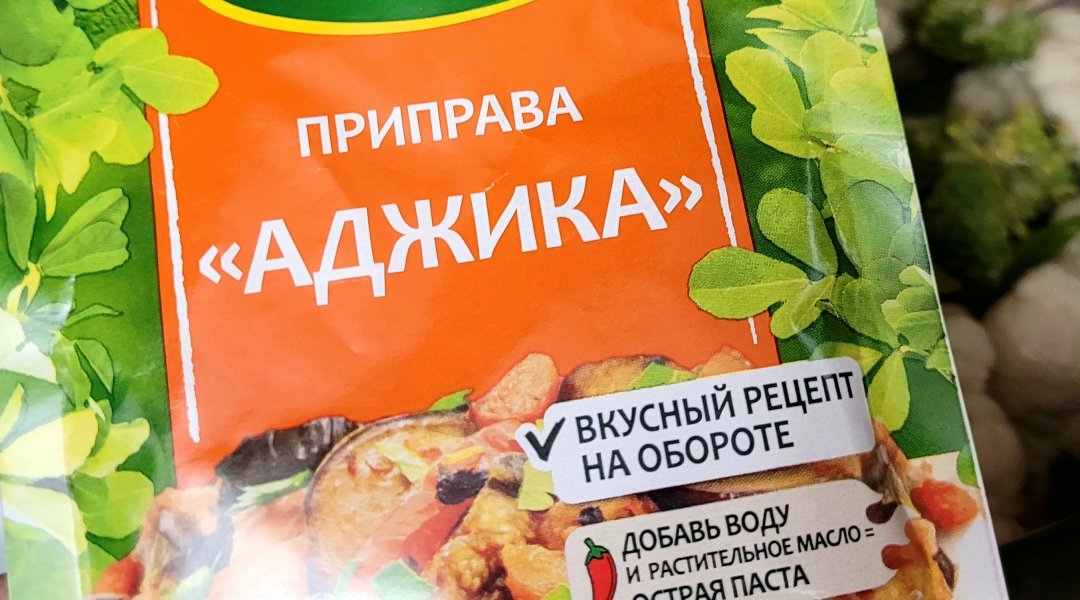 ПРИПРАВА
«АДЖИКА»
ВКУСНЫЙ РЕЦЕПТ
НА ОБОРОТЕ
ДОБАВЬ ВОДУ
И РАСТИТЕЛЬНОЕ МАСЛО =
ОСТРАЯ ПАСТА